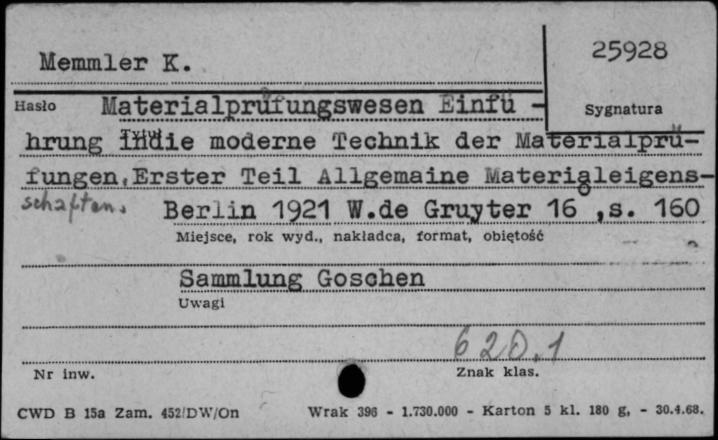 Memmler K.
25928
Hasło Materialprüfungswesen Einfü -
Sygnatura
hrung in die moderne Technik der Materialprü-
fungen.Erster Teil Allgemaine Materialeigens-
schaften.
Berlin 1921 W.de Gruyter 16°,s. 160
Miejsce, rok wyd., nakładca, format, objętość
Sammlung Goschen
Uwagi
620.1
Nr inw.
Znak klas.
CWD B 15a Zam. 452/DW/On
Wrak 396 - 1.730.000 - Karton 5 kl. 180 g, - 30.4.68.